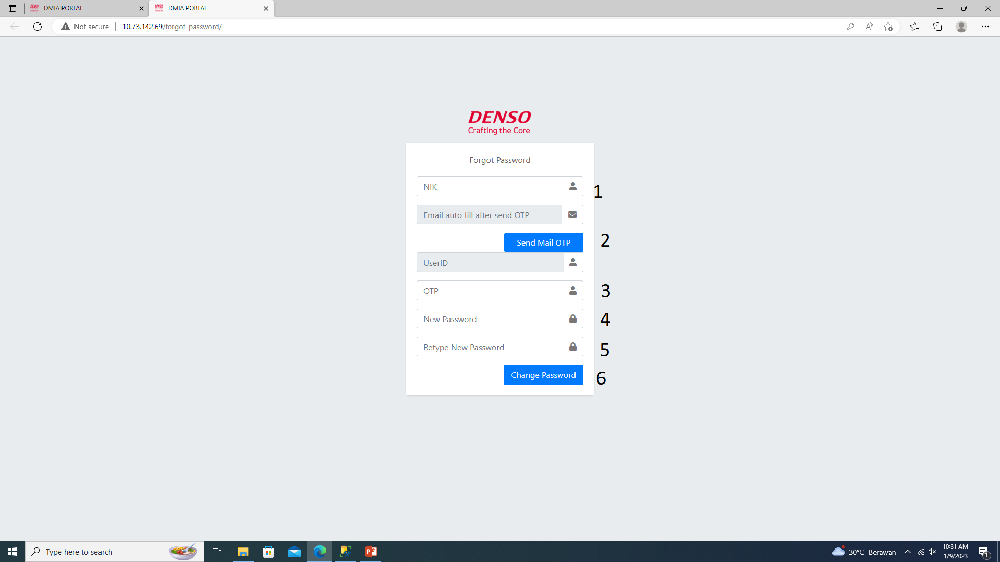 DMIA PORTAL
DMIA PORTAL
Not secure
10.73.142.69/forgot_password/
DENSO
Crafting the Core
Forgot Password
NIK
1
Email auto fill after send OTP
Send Mail OTP
2
UserID
OTP
3
New Password
4
Retype New Password
5
Change Password
6
Type here to search
30°C Berawan
10:31 AM
1/9/2023
1